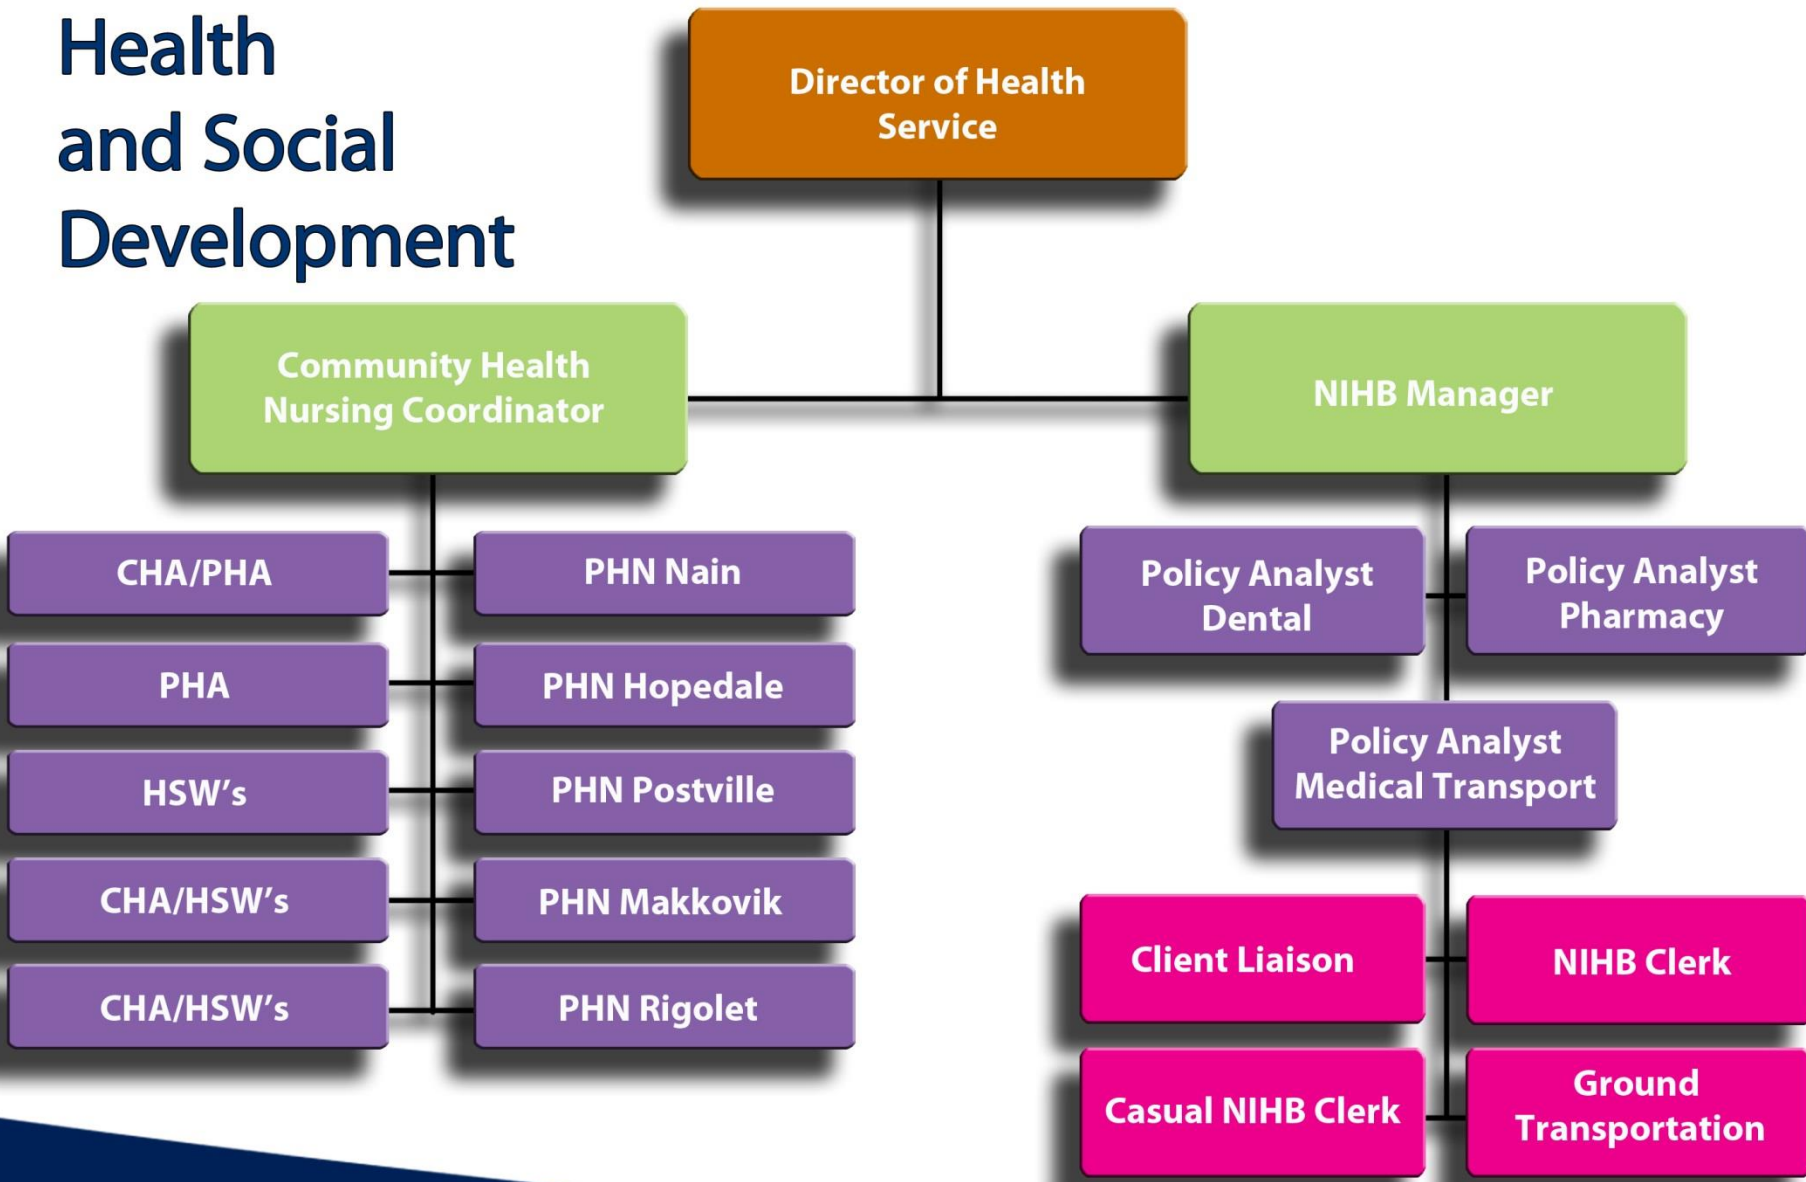 Health
and Social
Development
Director of Health
Service
Community Health
Nursing Coordinator
NIHB Manager
CHA/PHA
PHN Nain
PHA
PHN Hopedale
HSW's
PHN Postville
CHA/HSW's
PHN Makkovik
CHA/HSW's
PHN Rigolet
Policy Analyst
Dental
Policy Analyst
Pharmacy
Policy Analyst
Medical Transport
Client Liaison
NIHB Clerk
Casual NIHB Clerk
Ground
Transportation